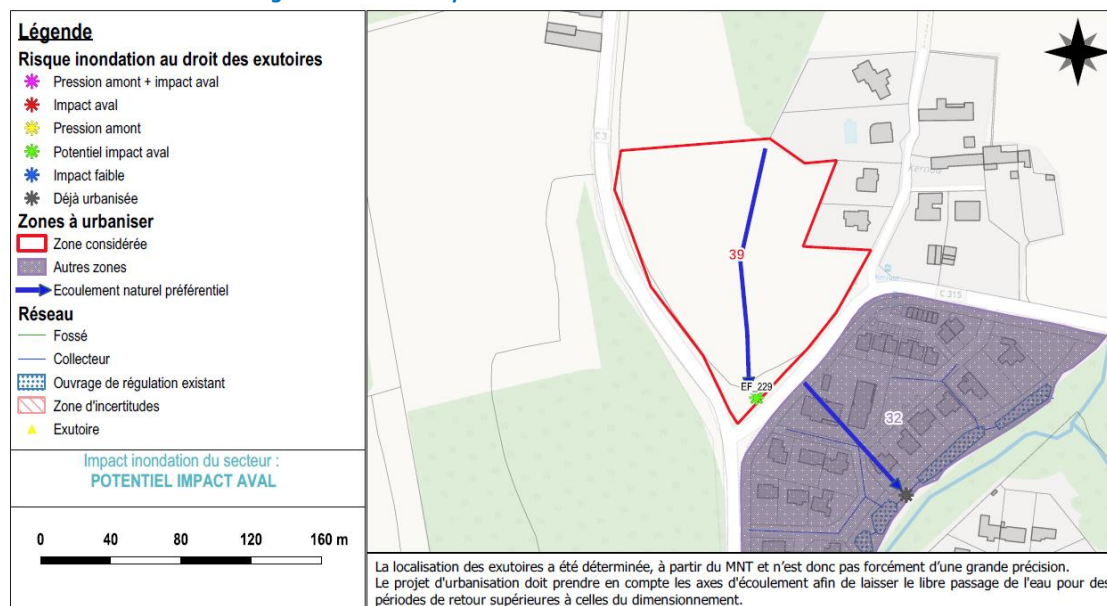 Légende
Risque inondation au droit des exutoires
Pression amont + impact aval
Impact aval
Pression amont
Potentiel impact aval
Impact faible
Déjà urbanisée
Zones à urbaniser
Zone considérée
Autres zones
Ecoulement naturel préférentiel
Réseau
Fossé
Collecteur
Ouvrage de régulation existant
Zone d'incertitudes
Exutoire
Impact inondation du secteur :
POTENTIEL IMPACT AVAL
0 40 80 120 160 m
C 3
39
C 315
EF_229
32
La localisation des exutoires a été déterminée, à partir du MNT et n'est donc pas forcément d'une grande précision.
Le projet d'urbanisation doit prendre en compte les axes d'écoulement afin de laisser le libre passage de l'eau pour des
périodes de retour supérieures à celles du dimensionnement.